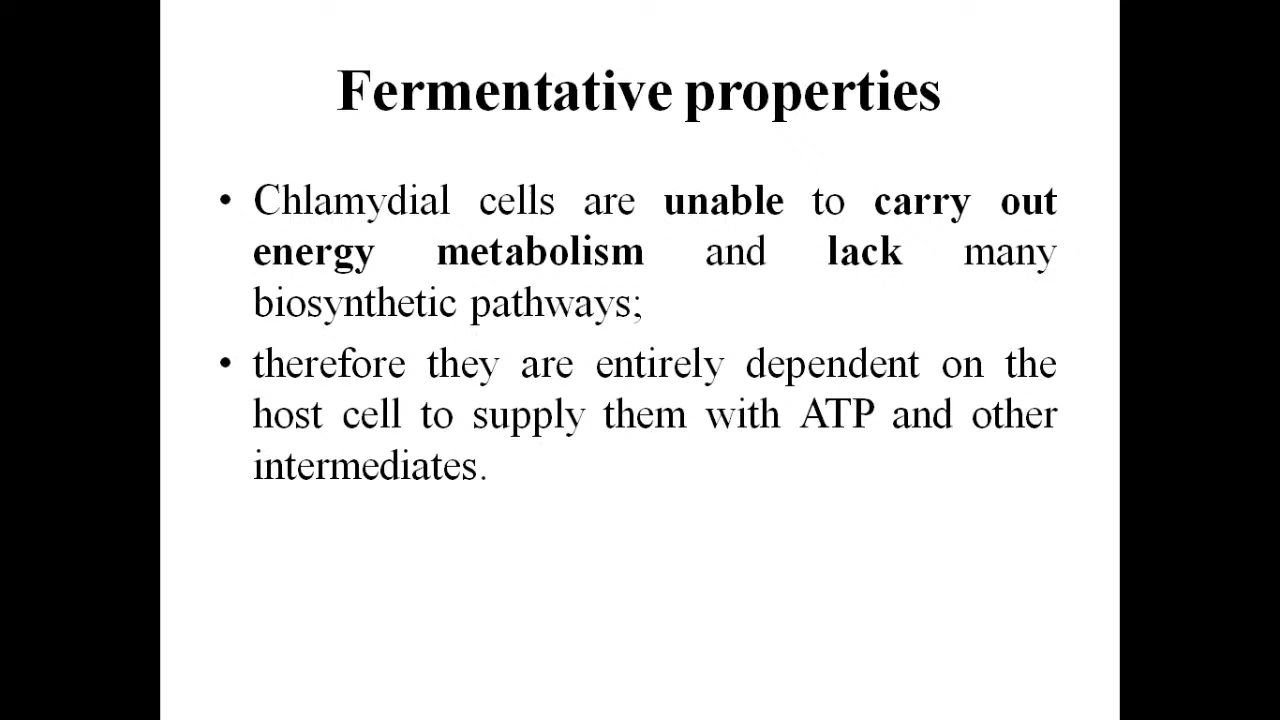 Fermentative properties
• Chlamydial cells are unable to carry out
energy metabolism and lack many
biosynthetic pathways;
• therefore they are entirely dependent on the
host cell to supply them with ATP and other
intermediates.